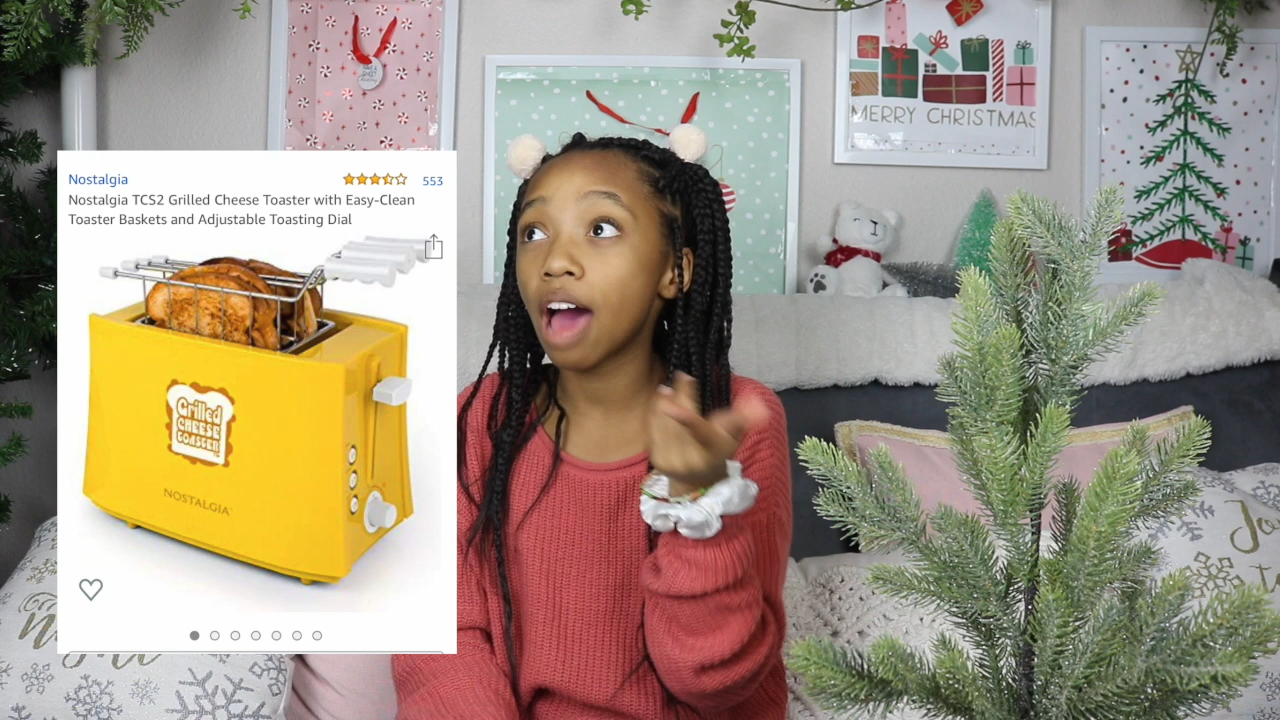 MERRY CHRISTMAS
Nostalgia
553
Nostalgia TCS2 Grilled Cheese Toaster with Easy-Clean
Toaster Baskets and Adjustable Toasting Dial
Grilled
CHEESE
TOASTER
NOSTALGIA